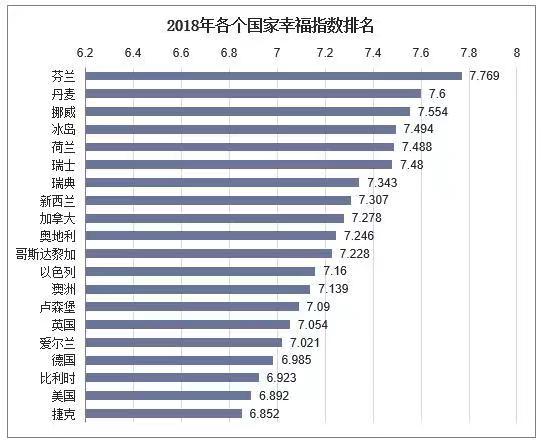 2018年各个国家幸福指数排名
6.2 6.4 6.6 6.8 7 7.2 7.4 7.6 7.8 8
芬兰 7.769
丹麦 7.6
挪威 7.554
冰岛 7.494
荷兰 7.488
瑞士 7.48
瑞典 7.343
新西兰 7.307
加拿大 7.278
奥地利 7.246
哥斯达黎加 7.228
以色列 7.16
澳洲 7.139
卢森堡 7.09
英国 7.054
爱尔兰 7.021
德国 6.985
比利时 6.923
美国 6.892
捷克 6.852